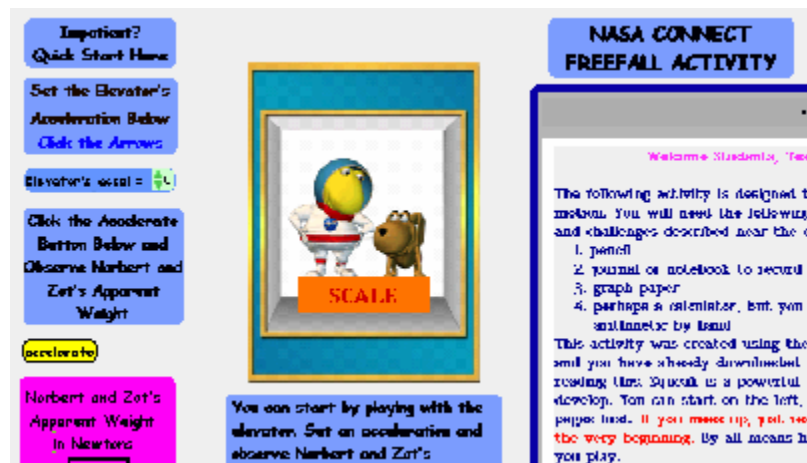 Impatient?
Quick Start Here
Set the Elevator's
Acceleration Below
Click the Arrows
Elevator's accel =
Click the Accelerate
Button Below and
Observe Norbert and
Zot's Apparent
Weight
accelerate
Norbert and Zot's
Apparent Weight
in Newtons
SCALE
You can start by playing with the
elevator. Set an acceleration and
observe Norbert and Zot's
NASA CONNECT
FREEFALL ACTIVITY
Welcome Students,
The following activity is designed
motion. You will need the following
and challenges described near the
1. pencil
2. journal or notebook to record
3. graph paper
4. perhaps a calculator, but you
arithmetic by hand
This activity was created using the
and you have already downloaded
reading this. Squeak is a powerful
develop. You can start on the left,
pages first. If you mess up, just
the very beginning. By all means
you play.